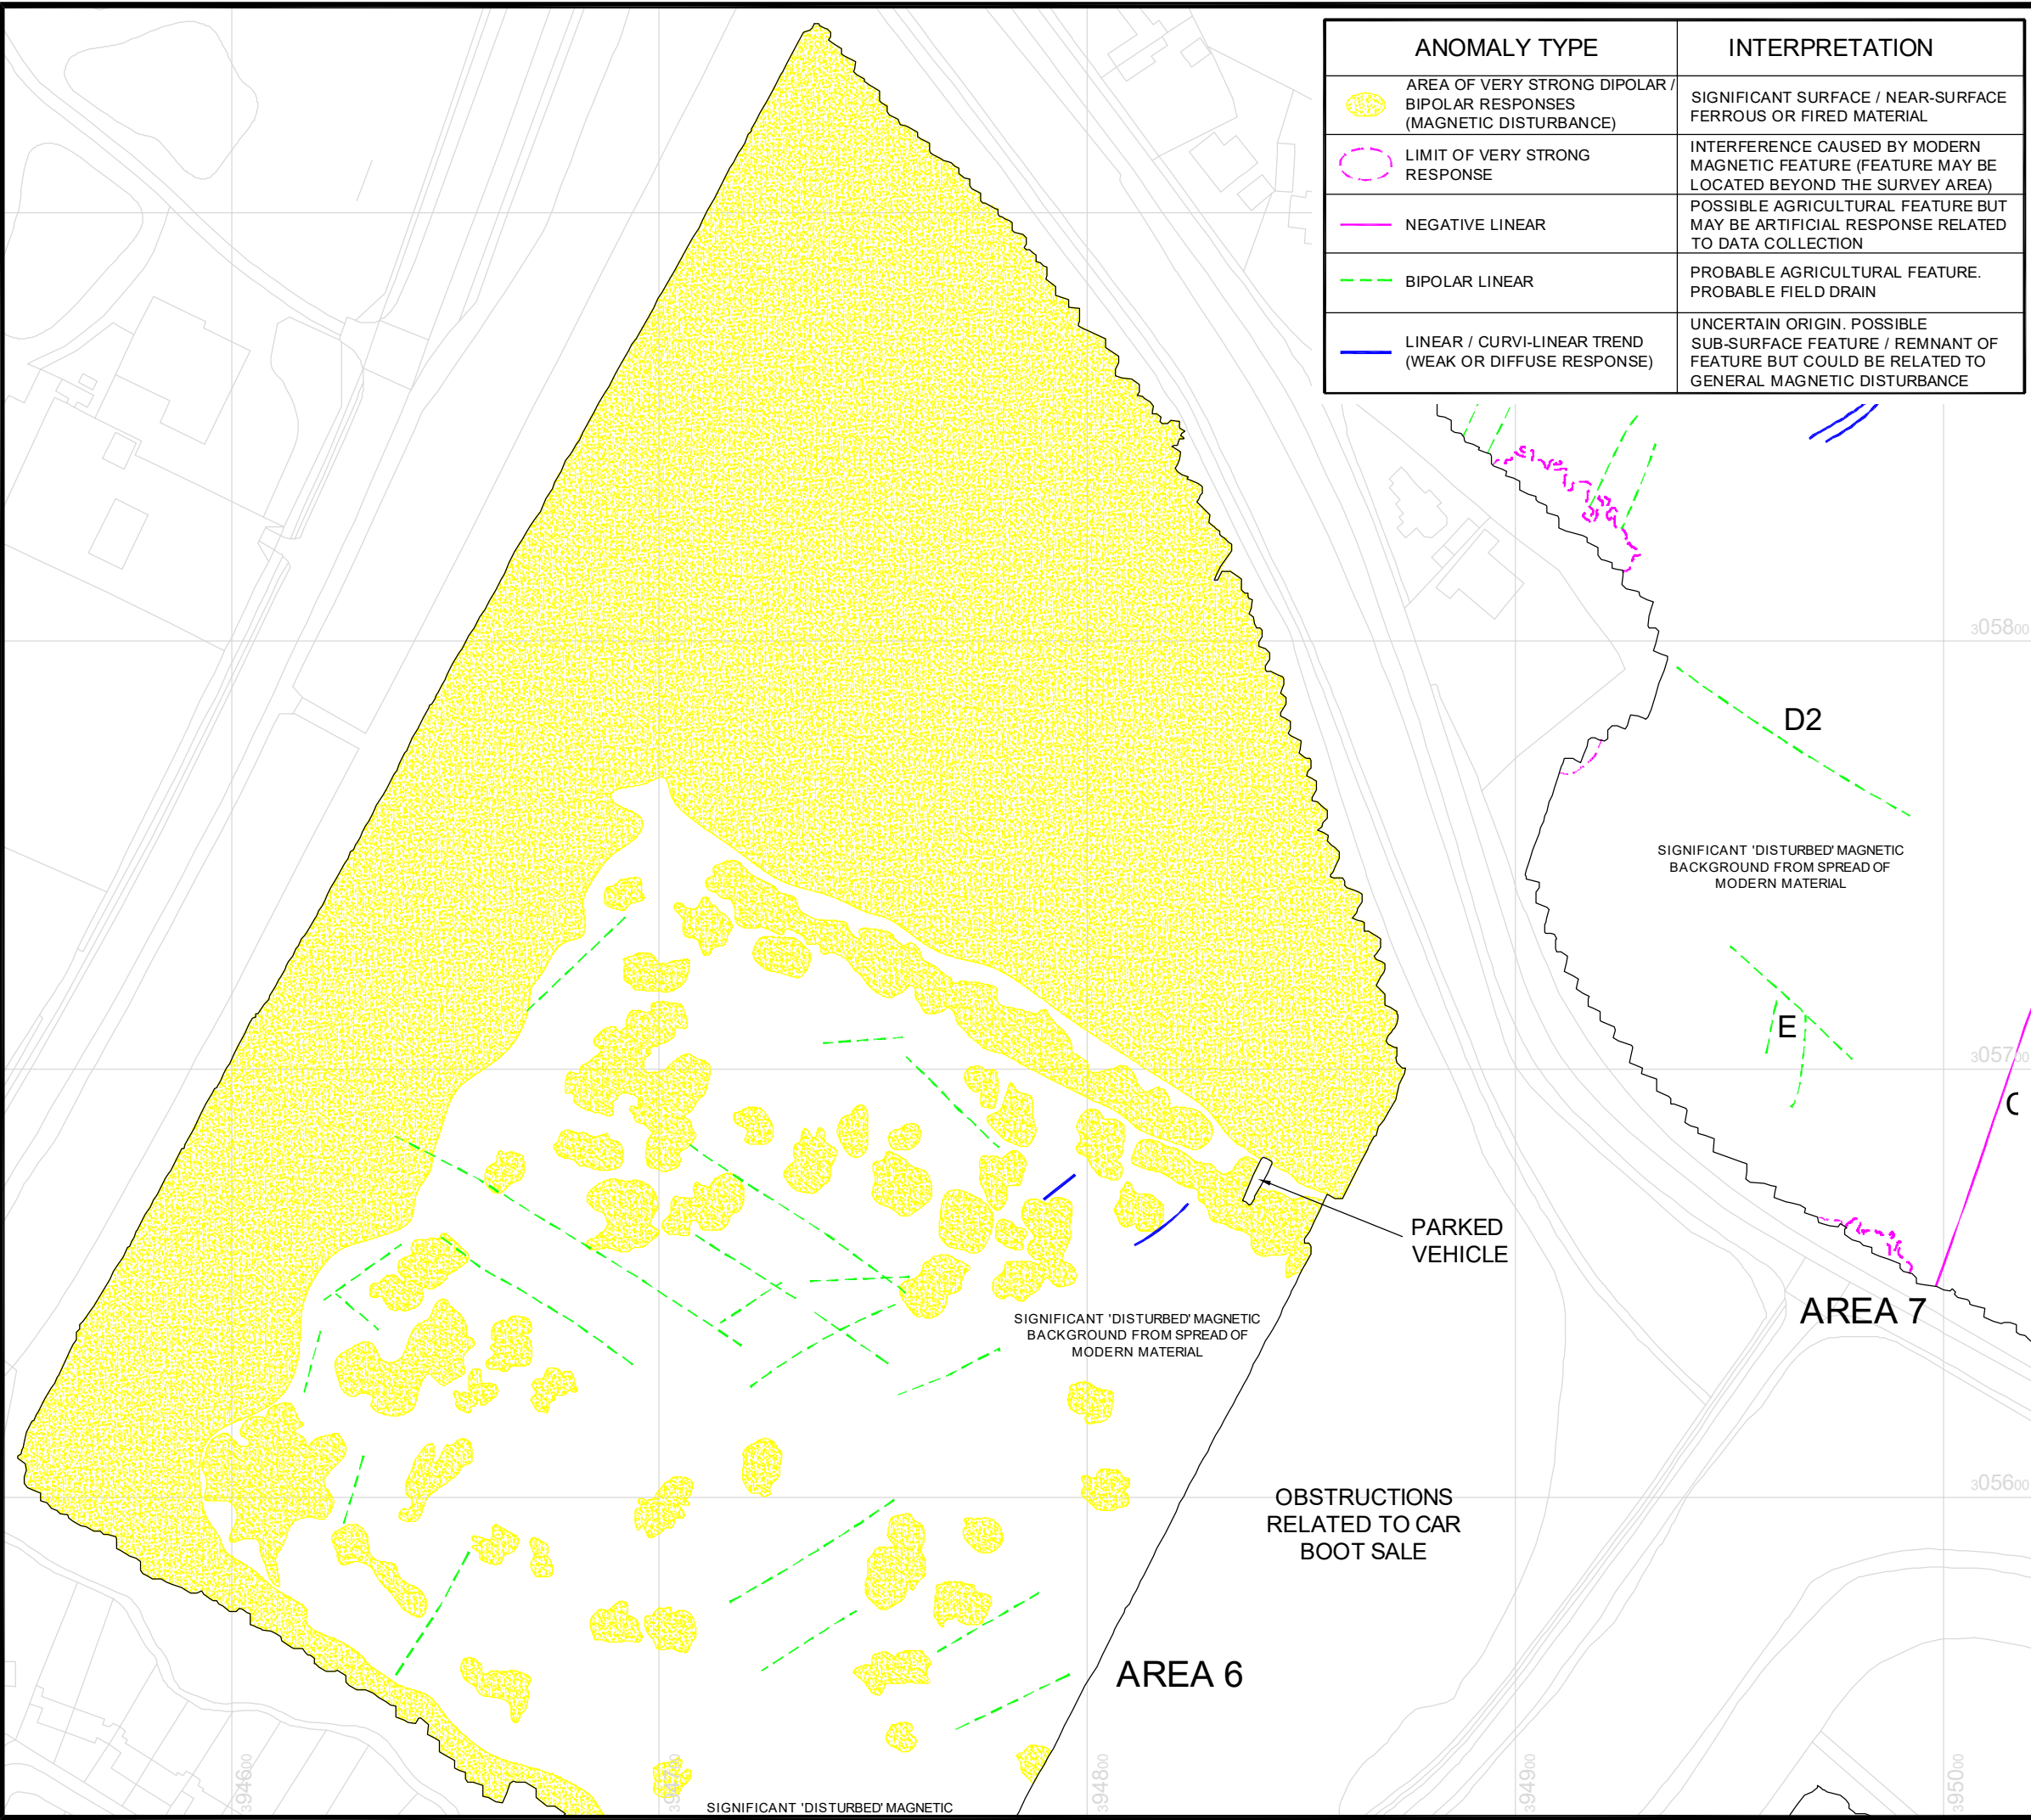 ANOMALY TYPE
INTERPRETATION
AREA OF VERY STRONG DIPOLAR /
BIPOLAR RESPONSES
(MAGNETIC DISTURBANCE)
SIGNIFICANT SURFACE / NEAR-SURFACE
FERROUS OR FIRED MATERIAL
LIMIT OF VERY STRONG
RESPONSE
INTERFERENCE CAUSED BY MODERN
MAGNETIC FEATURE (FEATURE MAY BE
LOCATED BEYOND THE SURVEY AREA)
NEGATIVE LINEAR
POSSIBLE AGRICULTURAL FEATURE BUT
MAY BE ARTIFICIAL RESPONSE RELATED
TO DATA COLLECTION
BIPOLAR LINEAR
PROBABLE AGRICULTURAL FEATURE.
PROBABLE FIELD DRAIN
LINEAR / CURVI-LINEAR TREND
(WEAK OR DIFFUSE RESPONSE)
UNCERTAIN ORIGIN. POSSIBLE
SUB-SURFACE FEATURE / REMNANT OF
FEATURE BUT COULD BE RELATED TO
GENERAL MAGNETIC DISTURBANCE
305800
D2
SIGNIFICANT 'DISTURBED' MAGNETIC
BACKGROUND FROM SPREAD OF
MODERN MATERIAL
E
305700
PARKED
VEHICLE
AREA 7
SIGNIFICANT 'DISTURBED' MAGNETIC
BACKGROUND FROM SPREAD OF
MODERN MATERIAL
305600
OBSTRUCTIONS
RELATED TO CAR
BOOT SALE
AREA 6
394600
394700
394800
394900
395000
SIGNIFICANT 'DISTURBED' MAGNETIC